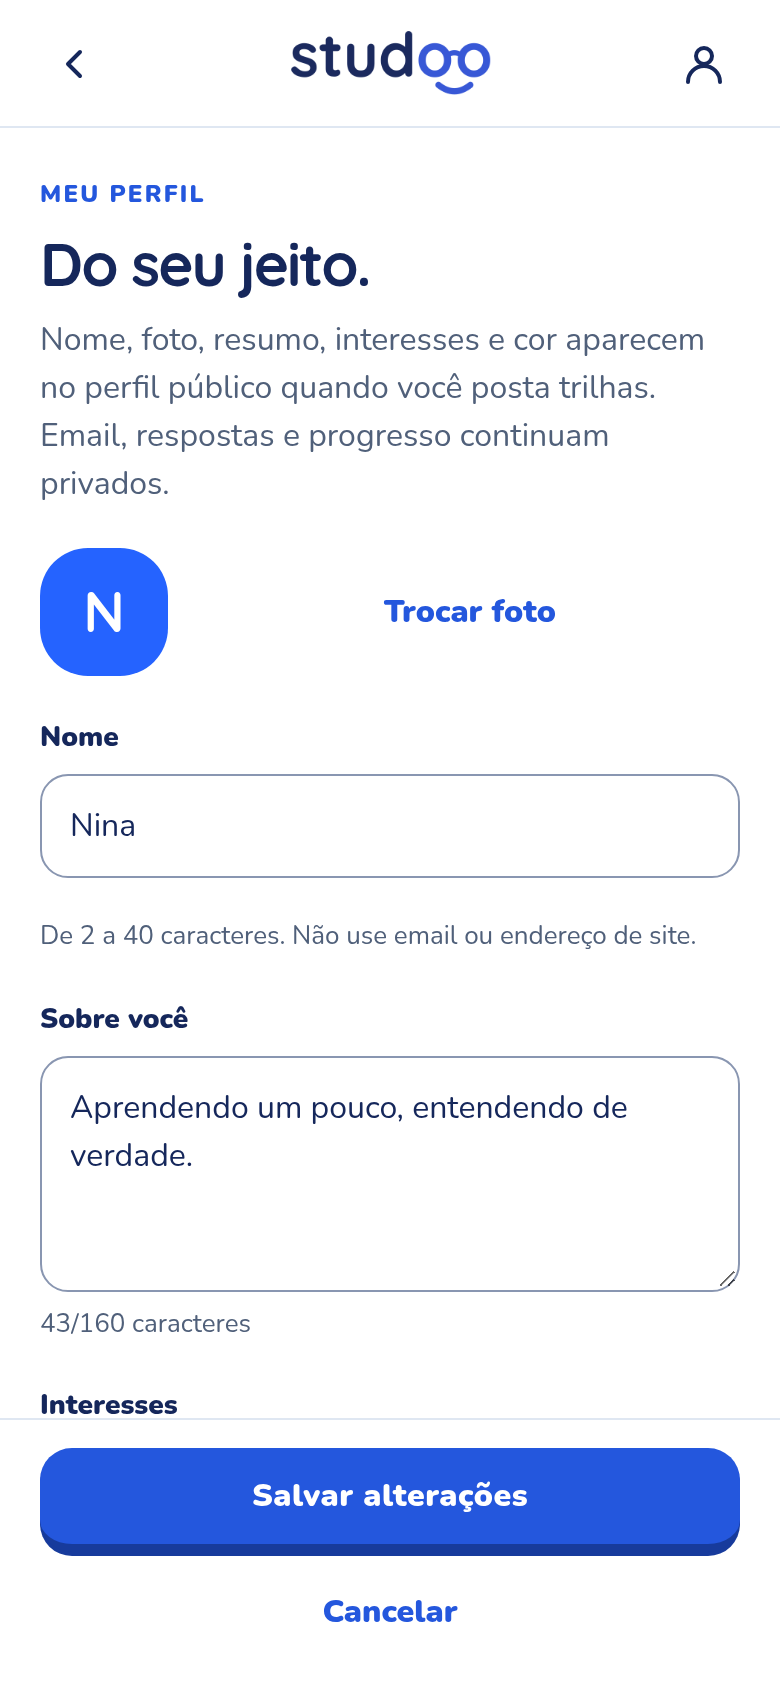 studoo
MEU PERFIL
Do seu jeito.
Nome, foto, resumo, interesses e cor aparecem
no perfil público quando você posta trilhas.
Email, respostas e progresso continuam
privados.
N
Trocar foto
Nome
Nina
De 2 a 40 caracteres. Não use email ou endereço de site.
Sobre você
Aprendendo um pouco, entendendo de
verdade.
43/160 caracteres
Interesses
Salvar alterações
Cancelar